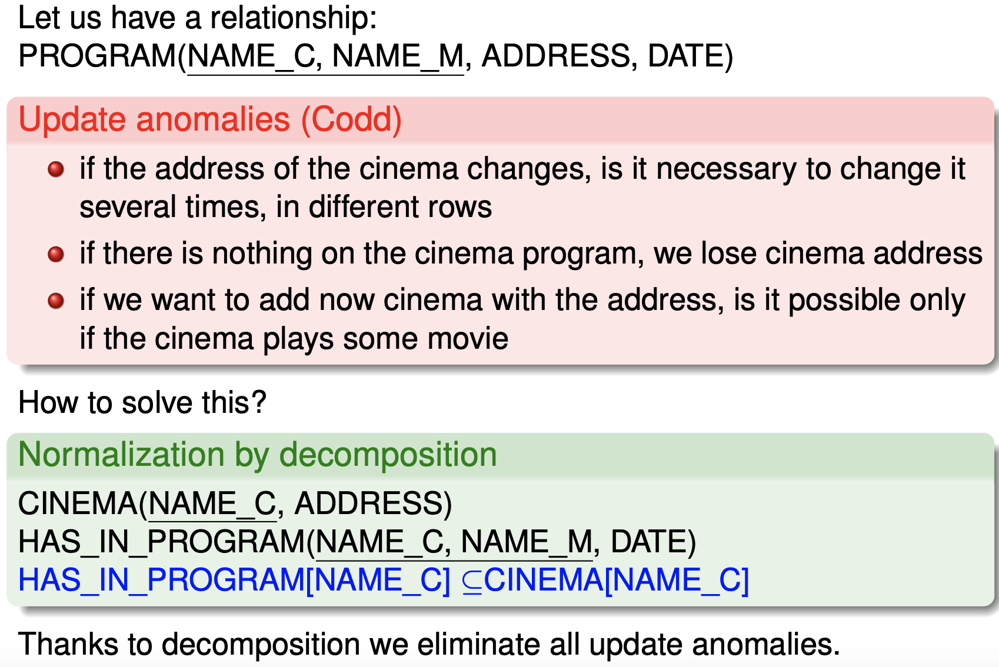 Let us have a relationship:
PROGRAM(NAME_C, NAME_M, ADDRESS, DATE)
Update anomalies (Codd)
if the address of the cinema changes, is it necessary to change it
several times, in different rows
if there is nothing on the cinema program, we lose cinema address
if we want to add now cinema with the address, is it possible only
if the cinema plays some movie
How to solve this?
Normalization by decomposition
CINEMA(NAME_C, ADDRESS)
HAS_IN_PROGRAM(NAME_C, NAME_M, DATE)
HAS_IN_PROGRAM[NAME_C] ⊆CINEMA[NAME_C]
Thanks to decomposition we eliminate all update anomalies.